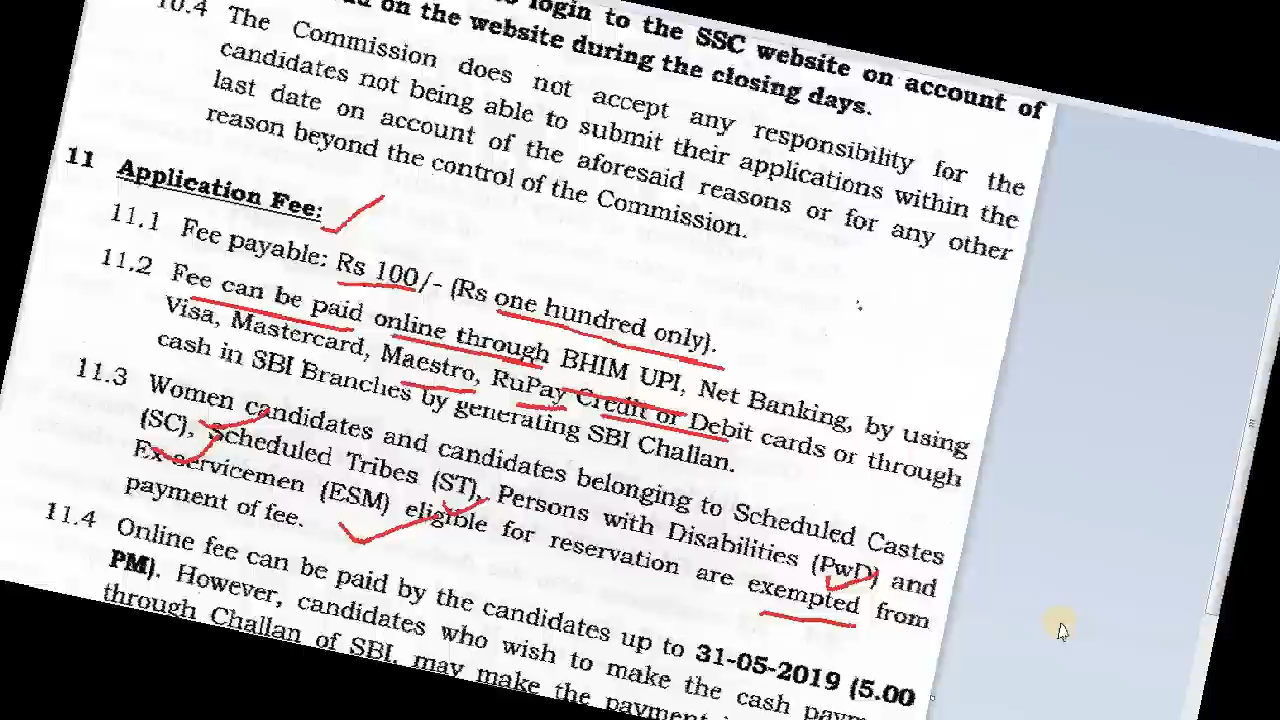 login to the SSC website on account of
on the website during the closing days.
10.4 The Commission does not accept any responsibility for the
candidates not being able to submit their applications within the
last date on account of the aforesaid reasons or for any other
reason beyond the control of the Commission.
11 Application Fee:
11.1 Fee payable: Rs 100/- (Rs one hundred only).
11.2 Fee can be paid online through BHIM UPI, Net Banking, by using
Visa, Mastercard, Maestro, RuPay Credit or Debit cards or through
cash in SBI Branches by generating SBI Challan.
11.3 Women candidates and candidates belonging to Scheduled Castes
(SC), Scheduled Tribes (ST), Persons with Disabilities (PwD) and
Ex-servicemen (ESM) eligible for reservation are exempted from
payment of fee.
11.4 Online fee can be paid by the candidates up to 31-05-2019 (5.00
PM). However, candidates who wish to make the cash
through Challan of SBI, may make the payment